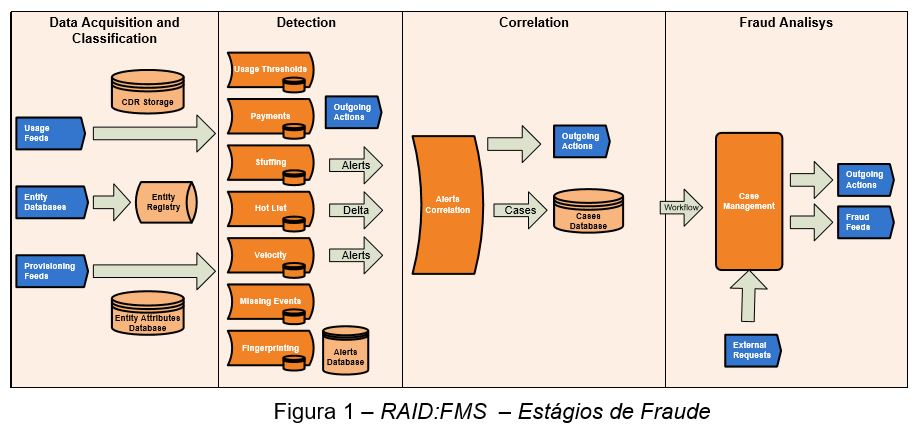 Data Acquisition and
Classification
CDR Storage
Usage
Feeds
Entity
Databases
Entity
Registry
Provisioning
Feeds
Entity Attributes
Database
Detection
Usage Thresholds
Payments
Outgoing
Actions
Stuffing
Alerts
Hot List
Delta
Velocity
Alerts
Missing Events
Fingerprinting
Alerts
Database
Correlation
Alerts
Correlation
Outgoing
Actions
Cases
Cases
Database
Fraud Analisys
Workflow
Case
Management
Outgoing
Actions
Fraud
Feeds
External
Requests
Figura 1 – RAID:FMS – Estágios de Fraude